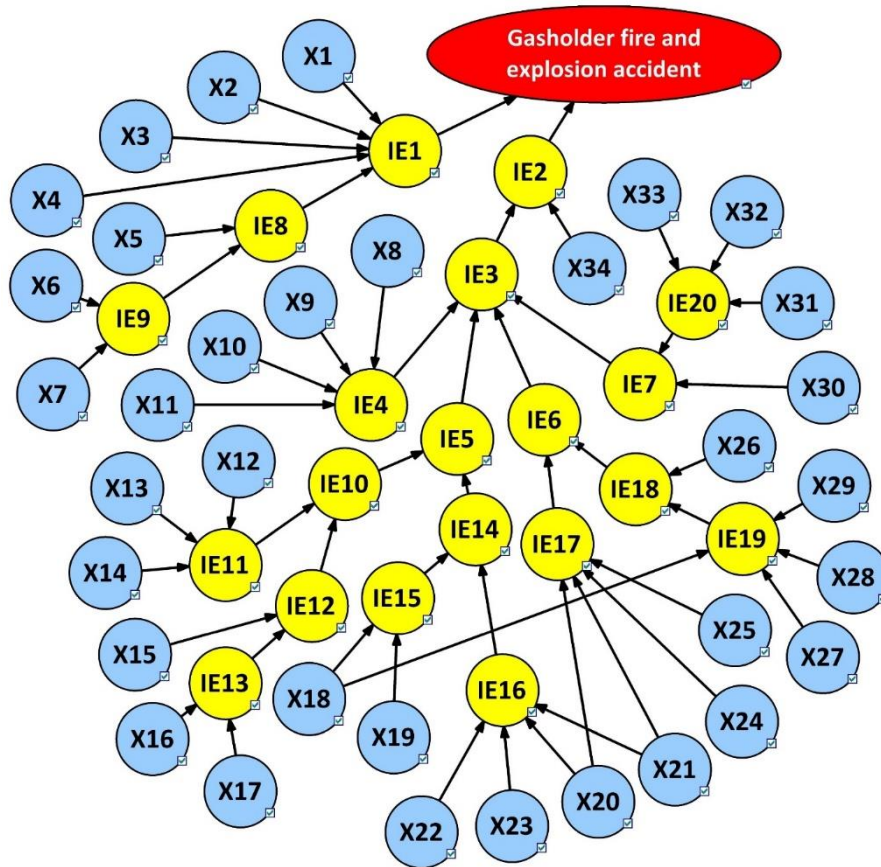 Gasholder fire and
explosion accident
X1
X2
X3
IE1
X4
IE2
X33
X32
X5
IE8
X8
X34
X6
IE3
X9
IE20
X31
IE9
X10
X7
X11
IE4
IE7
X30
IE6
IE5
X12
X26
X13
IE10
IE18
X29
IE14
IE17
IE19
X14
IE11
X28
IE12
IE15
X25
X15
X27
IE13
X18
IE16
X24
X16
X19
X21
X17
X20
X22
X23